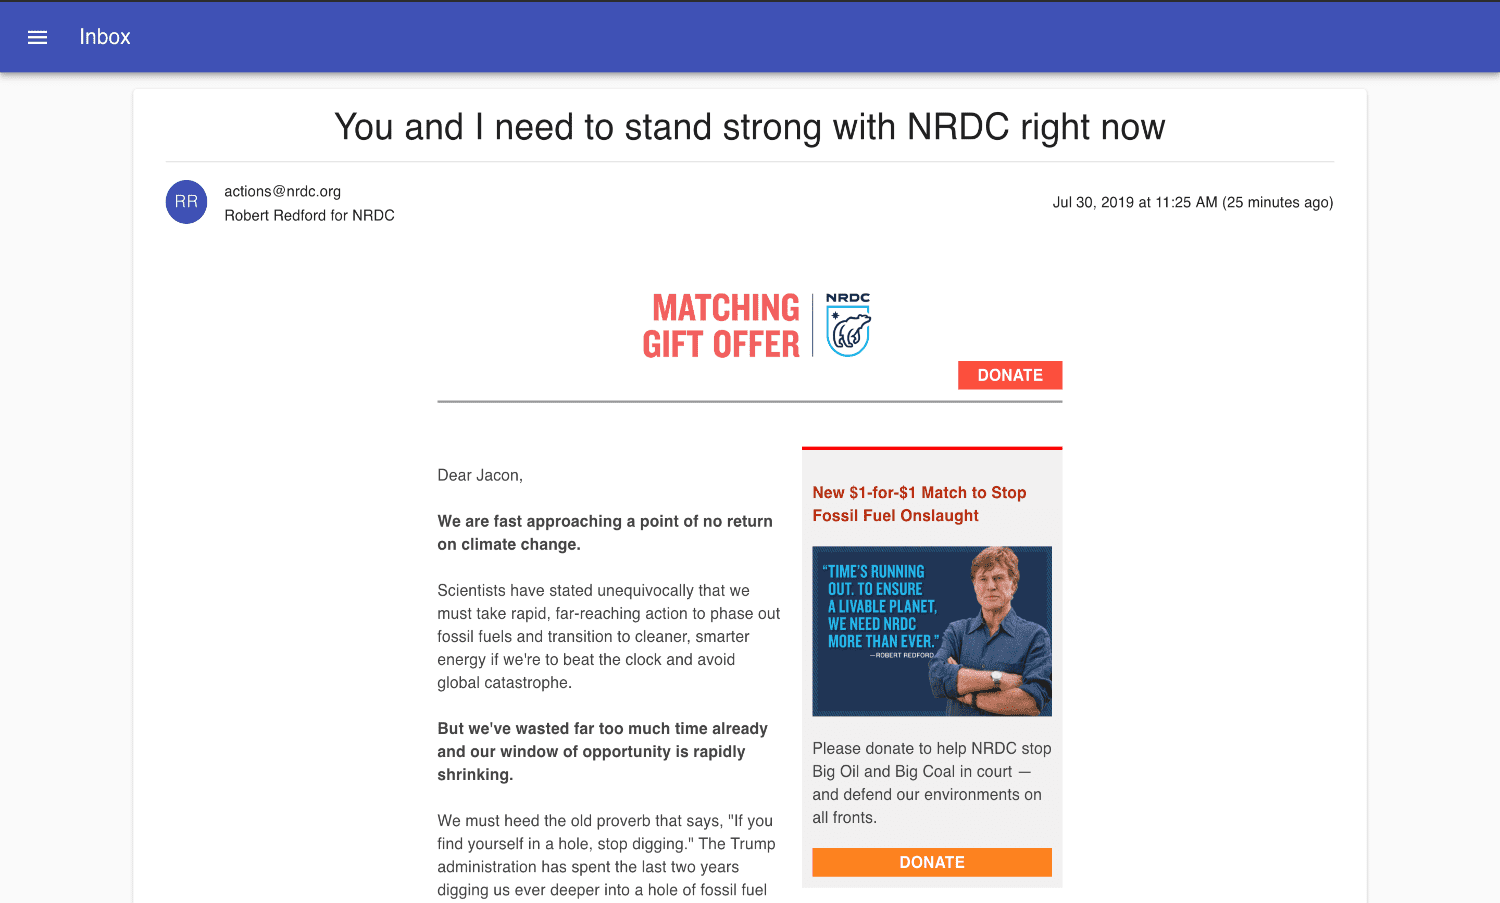 Inbox
You and I need to stand strong with NRDC right now
RR
actions@nrdc.org
Robert Redford for NRDC
Jul 30, 2019 at 11:25 AM (25 minutes ago)
MATCHING
GIFT OFFER
NRDC
DONATE
Dear Jacon,
We are fast approaching a point of no return
on climate change.
Scientists have stated unequivocally that we
must take rapid, far-reaching action to phase out
fossil fuels and transition to cleaner, smarter
energy if we're to beat the clock and avoid
global catastrophe.
But we've wasted far too much time already
and our window of opportunity is rapidly
shrinking.
We must heed the old proverb that says, "If you
find yourself in a hole, stop digging." The Trump
administration has spent the last two years
digging us ever deeper into a hole of fossil fuel
New $1-for-$1 Match to Stop
Fossil Fuel Onslaught
“TIME'S RUNNING
OUT. TO ENSURE
A LIVABLE PLANET,
WE NEED NRDC
MORE THAN EVER.”
—ROBERT REDFORD
Please donate to help NRDC stop
Big Oil and Big Coal in court —
and defend our environments on
all fronts.
DONATE